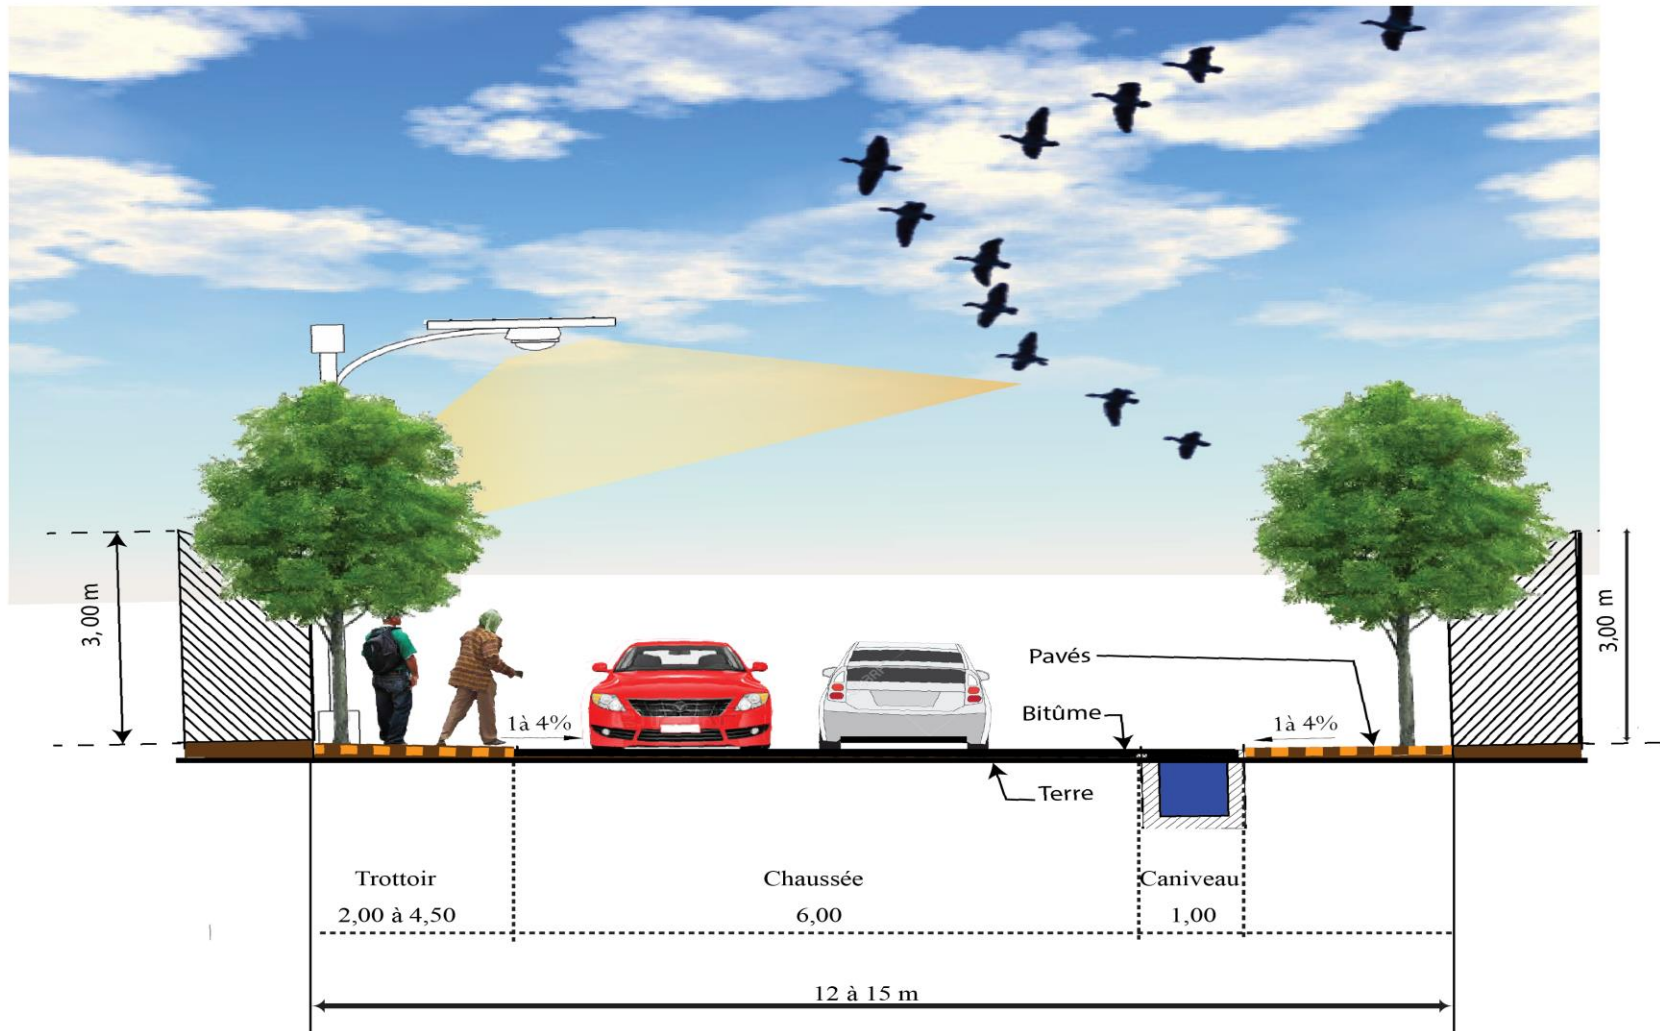 3, 00 m
3,00 m
Pavés
1à 4%
Bitûme
1à 4%
Terre
Trottoir
Chaussée
Caniveau
2,00 à 4,50
6,00
1,00
12 à 15 m